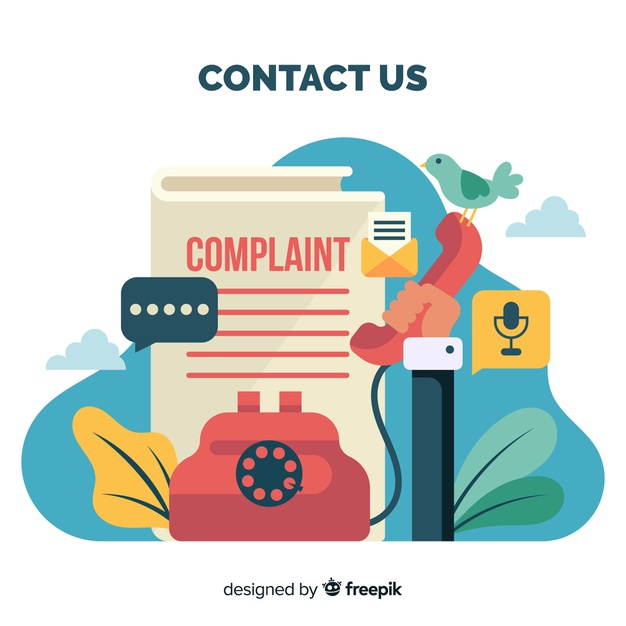 CONTACT US
COMPLAINT
designed by freepik